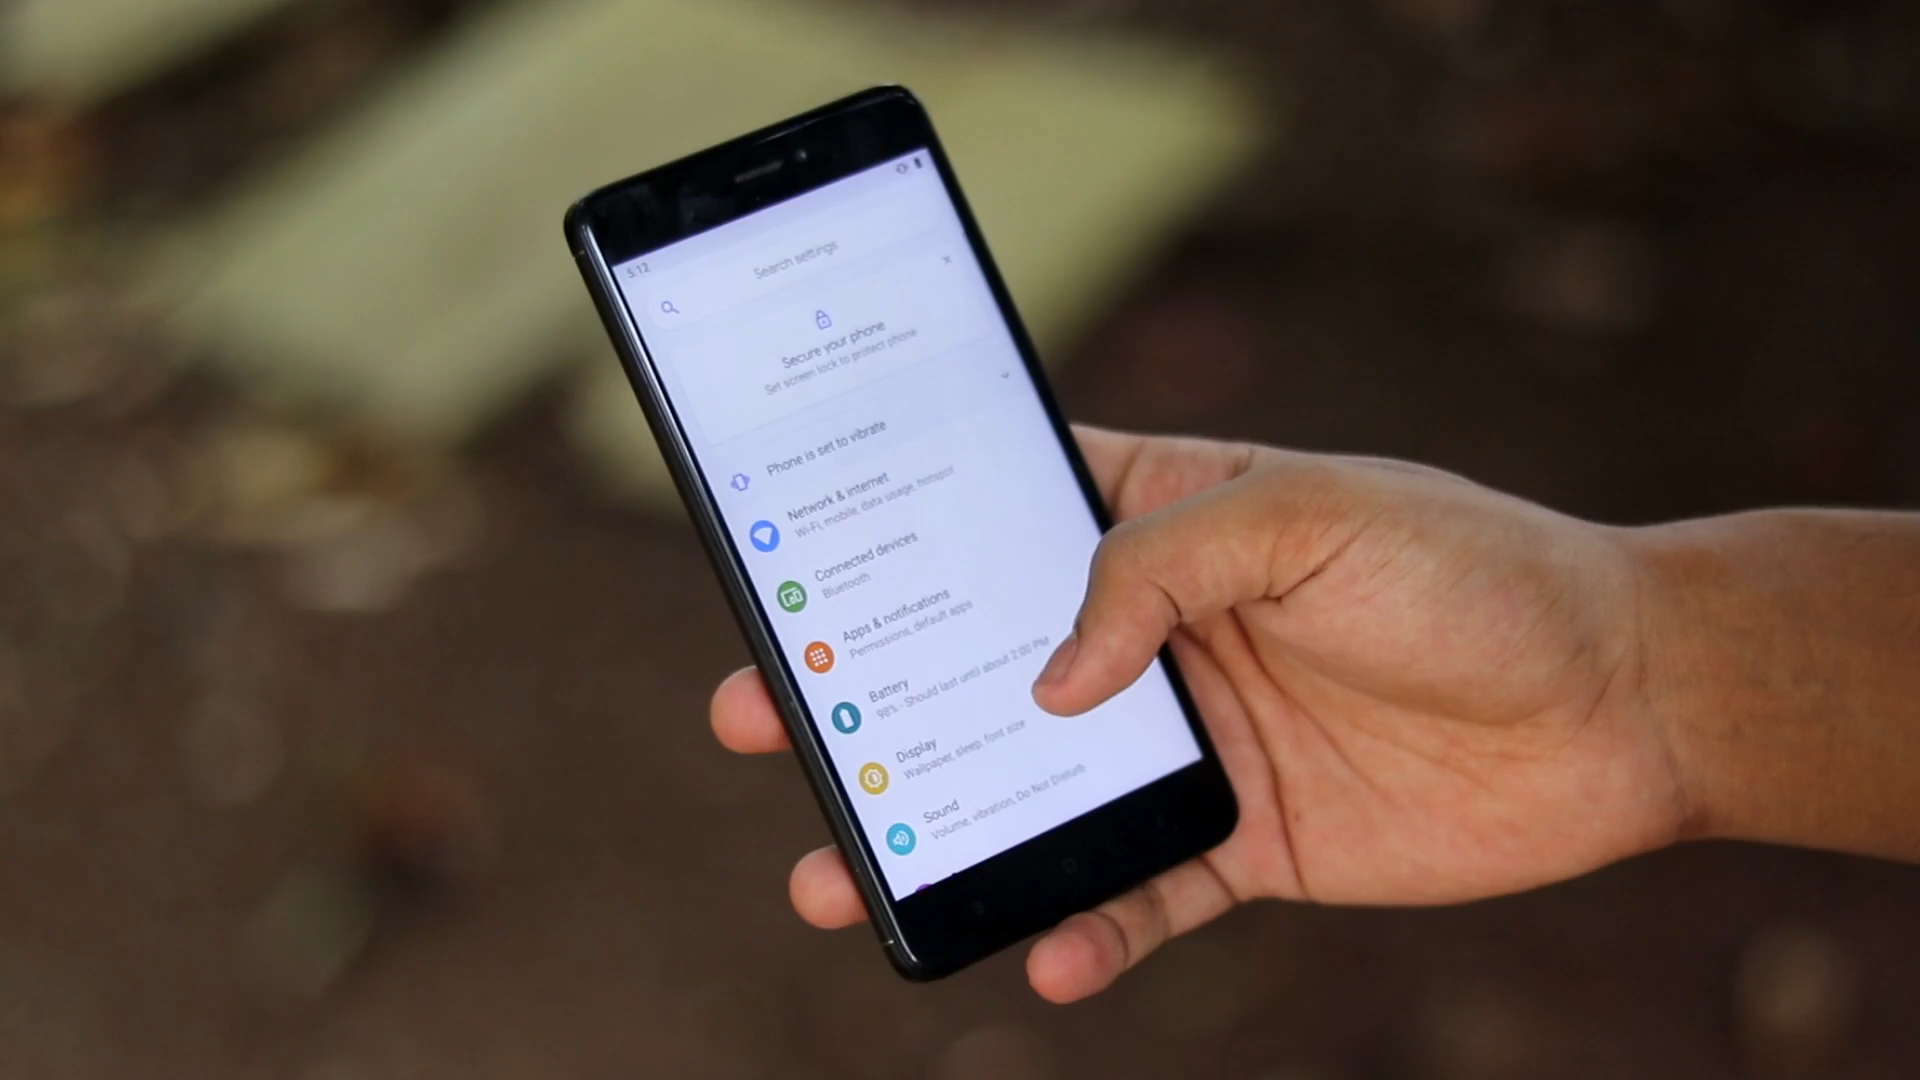 5:12
Search settings
Secure your phone
Set screen lock to protect phone
Phone is set to vibrate
Network & internet
Wi-Fi, mobile, data usage, hotspot
Connected devices
Bluetooth
Apps & notifications
Permissions, default apps
Battery
98% - Should last until about 2:00 PM
Display
Wallpaper, sleep, font size
Sound
Volume, vibration, Do Not Disturb